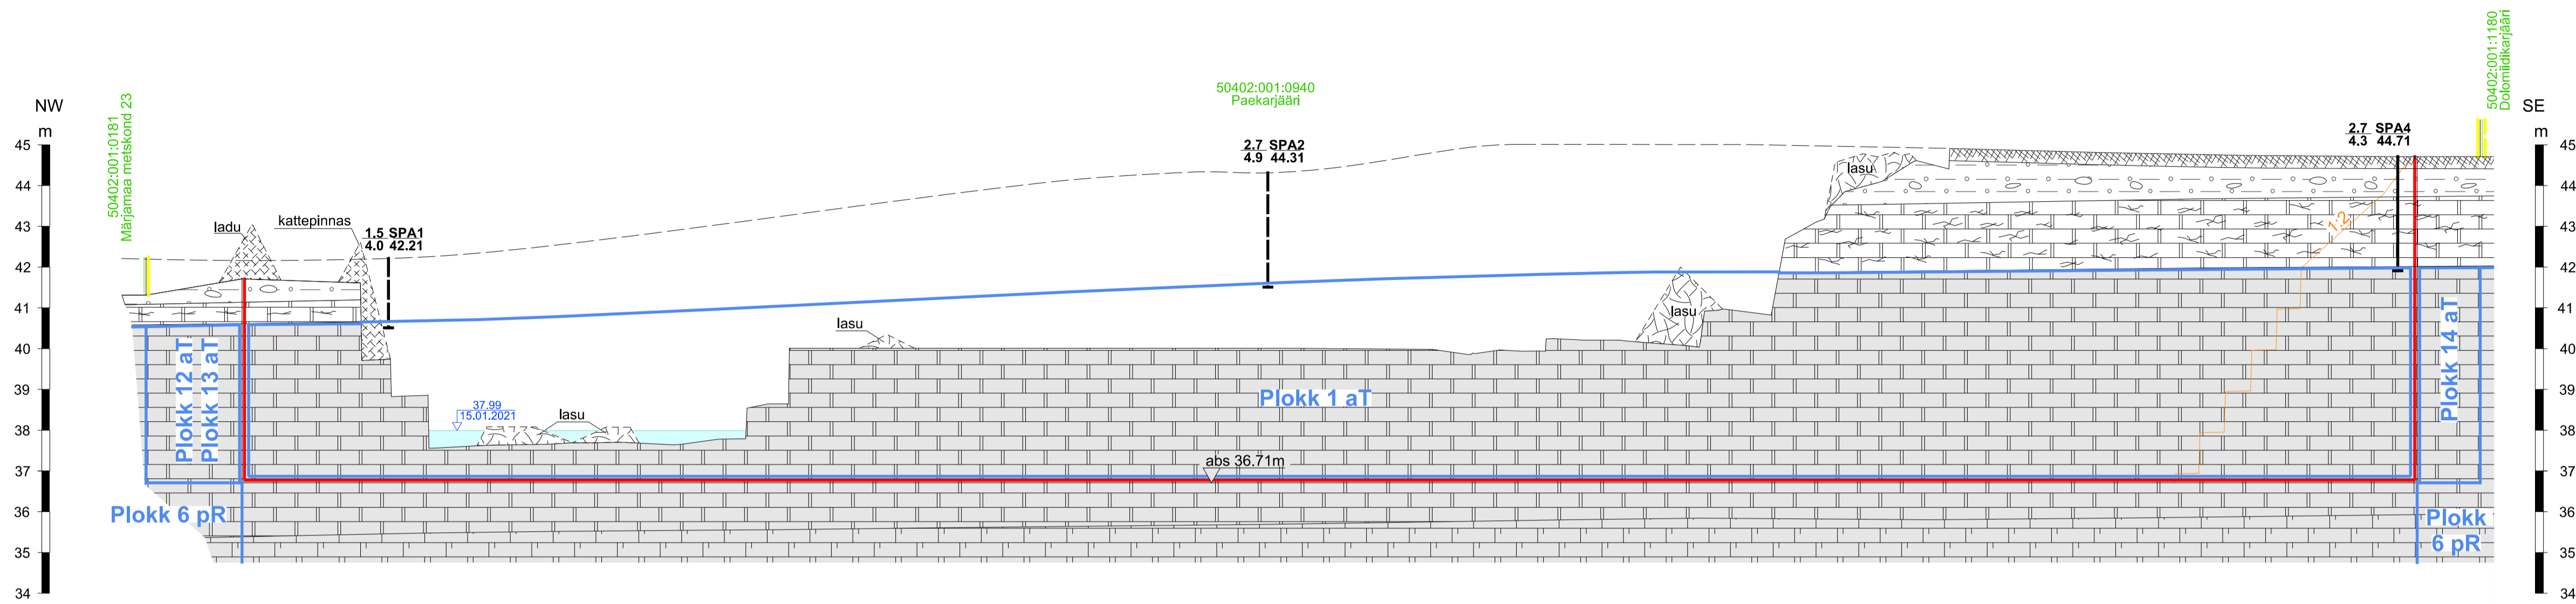 50402:001:0181
Märjamaa metskond 23
50402:001:0940
Paekarjääri
50402:001:1180
Dolomiidikarjääri
NW
m
SE
m
45
44
43
42
41
40
39
38
37
36
35
34
ladu
kattepinnas
1.5 SPA1
4.0 42.21
2.7 SPA2
4.9 44.31
2.7 SPA4
4.3 44.71
lasu
1:2
lasu
lasu
lasu
37.99
15.01.2021
Plokk 12 aT
Plokk 13 aT
Plokk 1 aT
Plokk 14 aT
abs 36.71m
Plokk 6 pR
Plokk
6 pR
45
44
43
42
41
40
39
38
37
36
35
34